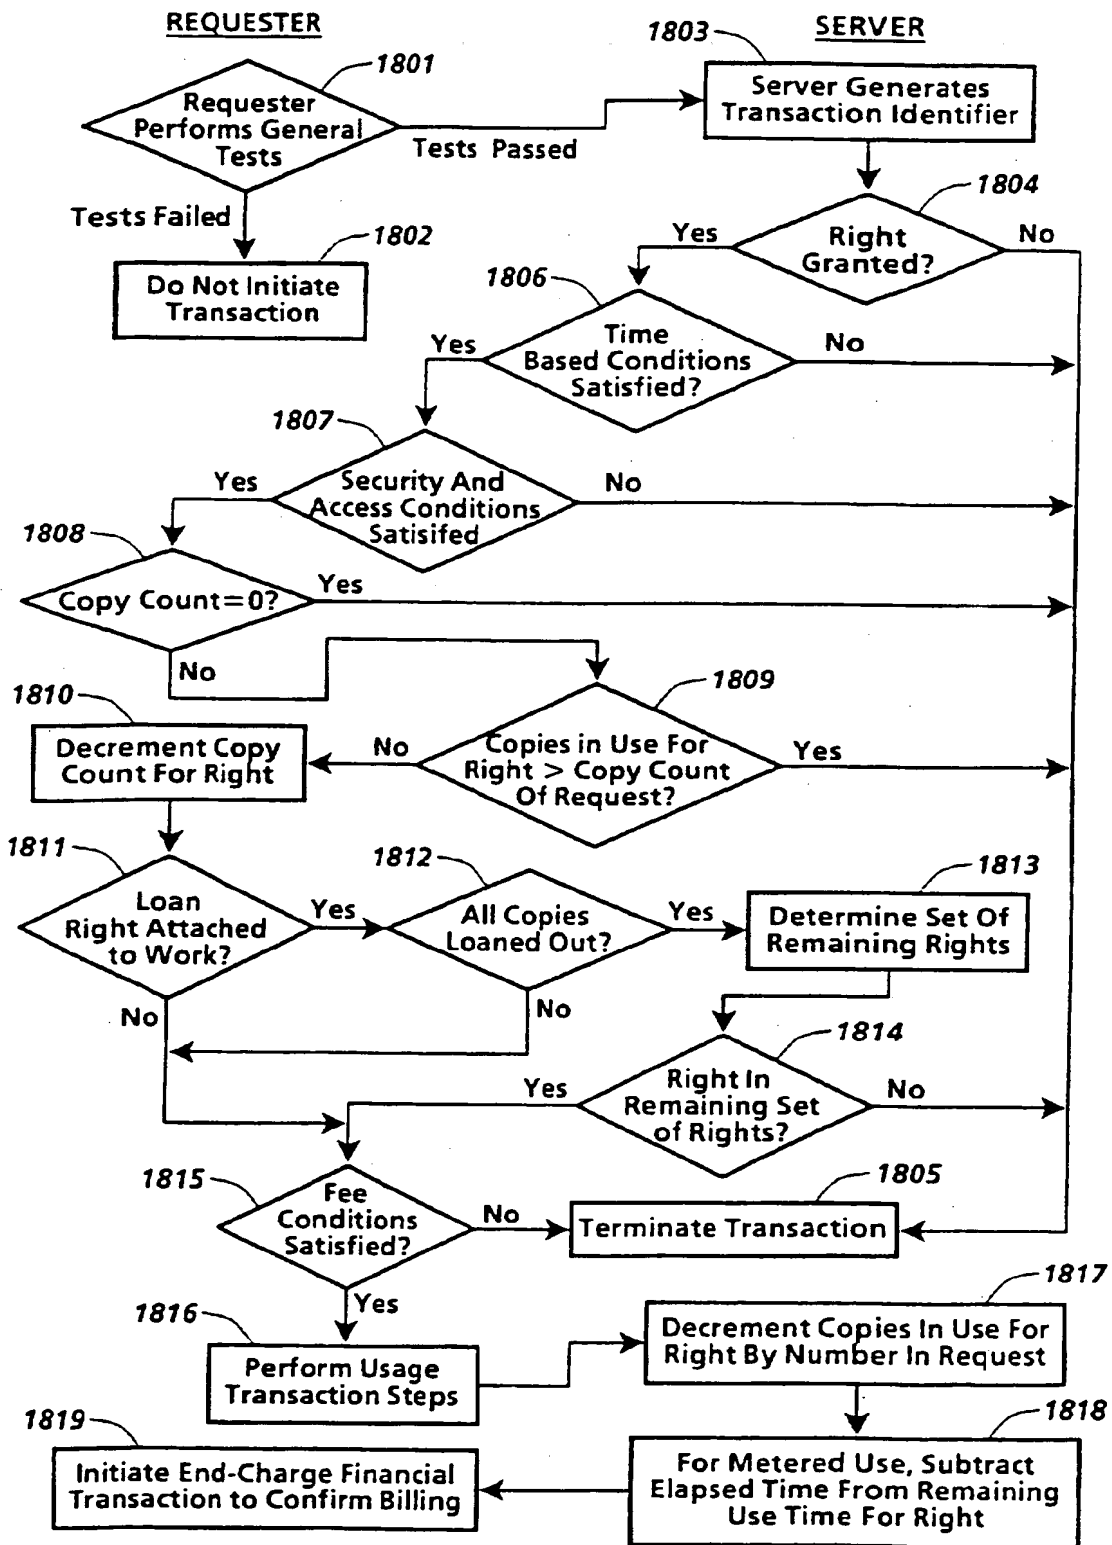 REQUESTER
SERVER
1801
1803
Requester
Performs General
Tests
Tests Passed
Server Generates
Transaction Identifier
Tests Failed
1802
Do Not Initiate
Transaction
1804
Right
Granted?
Yes
No
1806
Time
Based Conditions
Satisfied?
Yes
No
1807
Security And
Access Conditions
Satisifed
Yes
No
1808
Copy Count=0?
Yes
No
1809
Copies in Use For
Right > Copy Count
Of Request?
No
Yes
1810
Decrement Copy
Count For Right
1811
Loan
Right Attached
to Work?
Yes
No
1812
All Copies
Loaned Out?
Yes
No
1813
Determine Set Of
Remaining Rights
1814
Right In
Remaining Set
of Rights?
Yes
No
1815
Fee
Conditions
Satisfied?
No
Yes
1805
Terminate Transaction
1816
Perform Usage
Transaction Steps
1817
Decrement Copies In Use For
Right By Number In Request
1818
For Metered Use, Subtract
Elapsed Time From Remaining
Use Time For Right
1819
Initiate End-Charge Financial
Transaction to Confirm Billing